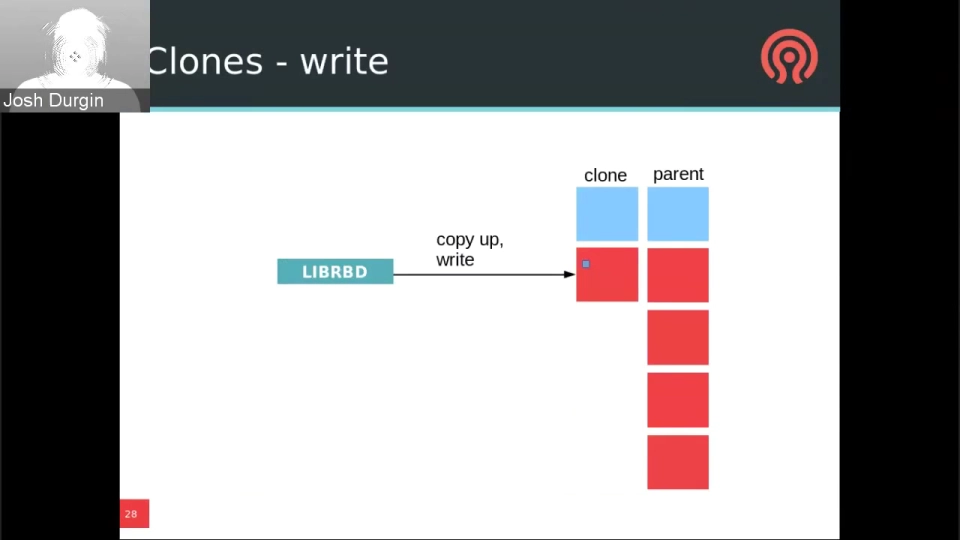 Clones - write
Josh Durgin
clone
parent
copy up,
write
LIBRBD
28